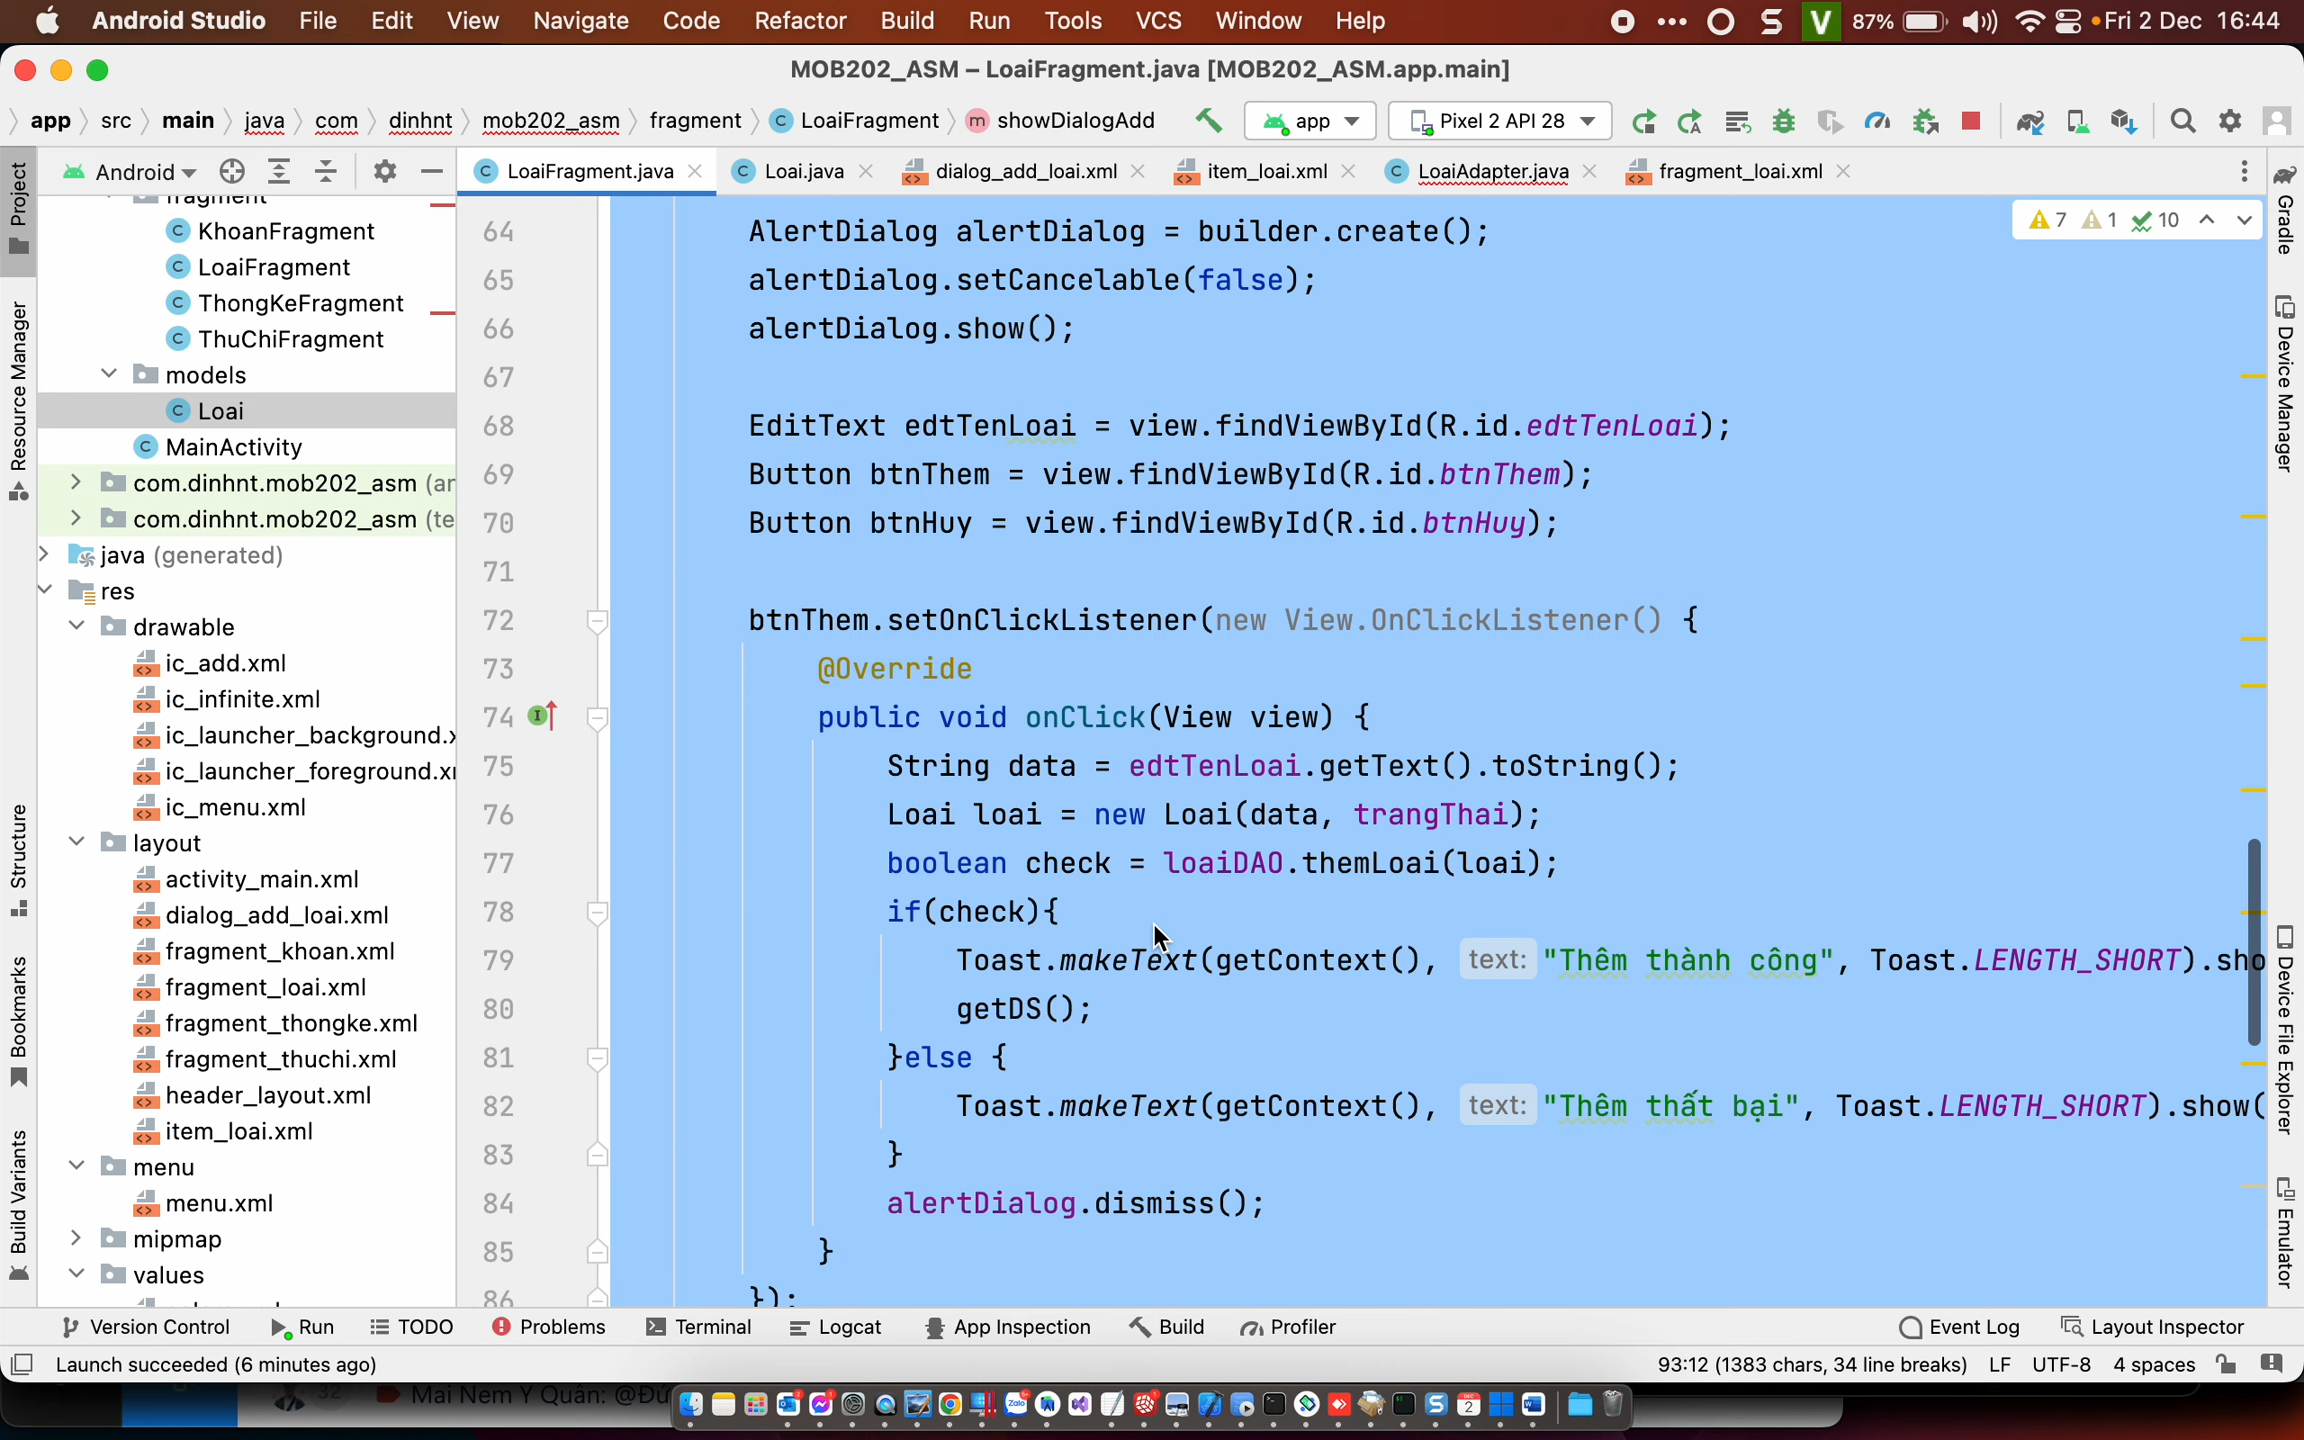 Android Studio File Edit View Navigate Code Refactor Build Run Tools VCS Window Help S V 87% Fri 2 Dec 16:44
MOB202_ASM – LoaiFragment.java [MOB202_ASM.app.main]
app src main java com dinhnt mob202_asm fragment LoaiFragment showDialogAdd app Pixel 2 API 28
Android
LoaiFragment.java Loai.java dialog_add_loai.xml item_loai.xml LoaiAdapter.java fragment_loai.xml
Project
Resource Manager
Structure
Bookmarks
Build Variants
fragment
KhoanFragment
LoaiFragment
ThongKeFragment
ThuChiFragment
models
Loai
MainActivity
com.dinhnt.mob202_asm (ar
com.dinhnt.mob202_asm (te
java (generated)
res
drawable
ic_add.xml
ic_infinite.xml
ic_launcher_background.x
ic_launcher_foreground.xr
ic_menu.xml
layout
activity_main.xml
dialog_add_loai.xml
fragment_khoan.xml
fragment_loai.xml
fragment_thongke.xml
fragment_thuchi.xml
header_layout.xml
item_loai.xml
menu
menu.xml
mipmap
values
7 1 10
64 AlertDialog alertDialog = builder.create();
65 alertDialog.setCancelable(false);
66 alertDialog.show();
67
68 EditText edtTenLoai = view.findViewById(R.id.edtTenLoai);
69 Button btnThem = view.findViewById(R.id.btnThem);
70 Button btnHuy = view.findViewById(R.id.btnHuy);
71
72 btnThem.setOnClickListener(new View.OnClickListener() {
73 @Override
74 public void onClick(View view) {
75 String data = edtTenLoai.getText().toString();
76 Loai loai = new Loai(data, trangThai);
77 boolean check = loaiDAO.themLoai(loai);
78 if(check){
79 Toast.makeText(getContext(), text: "Thêm thành công", Toast.LENGTH_SHORT).sho
80 getDS();
81 }else {
82 Toast.makeText(getContext(), text: "Thêm thất bại", Toast.LENGTH_SHORT).show(
83 }
84 alertDialog.dismiss();
85 }
86 });
Gradle
Device Manager
Device File Explorer
Emulator
Version Control Run TODO Problems Terminal Logcat App Inspection Build Profiler Event Log Layout Inspector
Launch succeeded (6 minutes ago) 93:12 (1383 chars, 34 line breaks) LF UTF-8 4 spaces
32 Mai Nem Y Quân: @Đứ